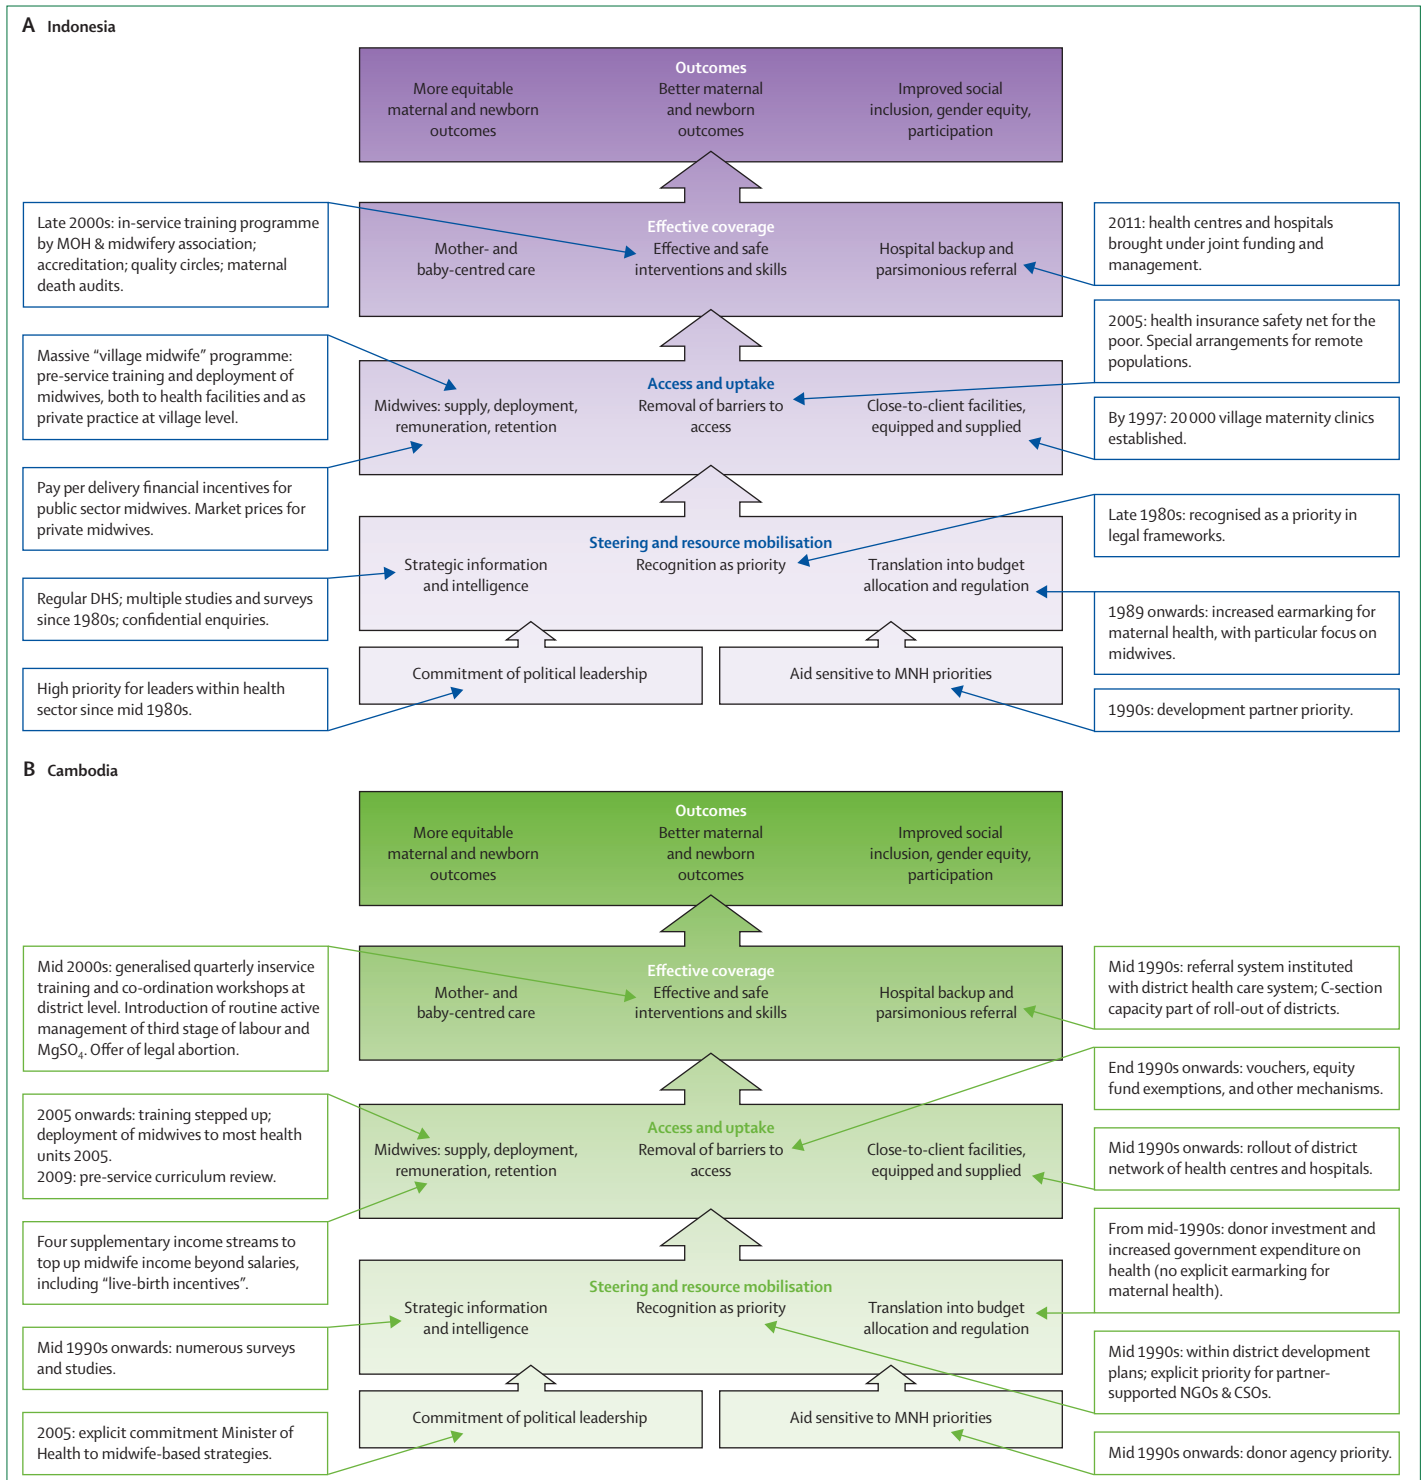 A Indonesia
Outcomes
More equitable
maternal and newborn
outcomes
Better maternal
and newborn
outcomes
Improved social
inclusion, gender equity,
participation
Late 2000s: in-service training programme
by MOH & midwifery association;
accreditation; quality circles; maternal
death audits.
Effective coverage
Mother- and
baby-centred care
Effective and safe
interventions and skills
Hospital backup and
parsimonious referral
2011: health centres and hospitals
brought under joint funding and
management.
Massive “village midwife” programme:
pre-service training and deployment of
midwives, both to health facilities and as
private practice at village level.
2005: health insurance safety net for the
poor. Special arrangements for remote
populations.
Access and uptake
Midwives: supply, deployment,
remuneration, retention
Removal of barriers to
access
Close-to-client facilities,
equipped and supplied
By 1997: 20 000 village maternity clinics
established.
Pay per delivery financial incentives for
public sector midwives. Market prices for
private midwives.
Late 1980s: recognised as a priority in
legal frameworks.
Steering and resource mobilisation
Strategic information
and intelligence
Recognition as priority
Translation into budget
allocation and regulation
Regular DHS; multiple studies and surveys
since 1980s; confidential enquiries.
1989 onwards: increased earmarking for
maternal health, with particular focus on
midwives.
Commitment of political leadership
Aid sensitive to MNH priorities
High priority for leaders within health
sector since mid 1980s.
1990s: development partner priority.
B Cambodia
Outcomes
More equitable
maternal and newborn
outcomes
Better maternal
and newborn
outcomes
Improved social
inclusion, gender equity,
participation
Mid 2000s: generalised quarterly inservice
training and co-ordination workshops at
district level. Introduction of routine active
management of third stage of labour and
MgSO₄. Offer of legal abortion.
Effective coverage
Mother- and
baby-centred care
Effective and safe
interventions and skills
Hospital backup and
parsimonious referral
Mid 1990s: referral system instituted
with district health care system; C-section
capacity part of roll-out of districts.
End 1990s onwards: vouchers, equity
fund exemptions, and other mechanisms.
2005 onwards: training stepped up;
deployment of midwives to most health
units 2005.
2009: pre-service curriculum review.
Access and uptake
Midwives: supply, deployment,
remuneration, retention
Removal of barriers to
access
Close-to-client facilities,
equipped and supplied
Mid 1990s onwards: rollout of district
network of health centres and hospitals.
Four supplementary income streams to
top up midwife income beyond salaries,
including “live-birth incentives”.
From mid-1990s: donor investment and
increased government expenditure on
health (no explicit earmarking for
maternal health).
Steering and resource mobilisation
Strategic information
and intelligence
Recognition as priority
Translation into budget
allocation and regulation
Mid 1990s onwards: numerous surveys
and studies.
Mid 1990s: within district development
plans; explicit priority for partner-
supported NGOs & CSOs.
Commitment of political leadership
Aid sensitive to MNH priorities
2005: explicit commitment Minister of
Health to midwife-based strategies.
Mid 1990s onwards: donor agency priority.